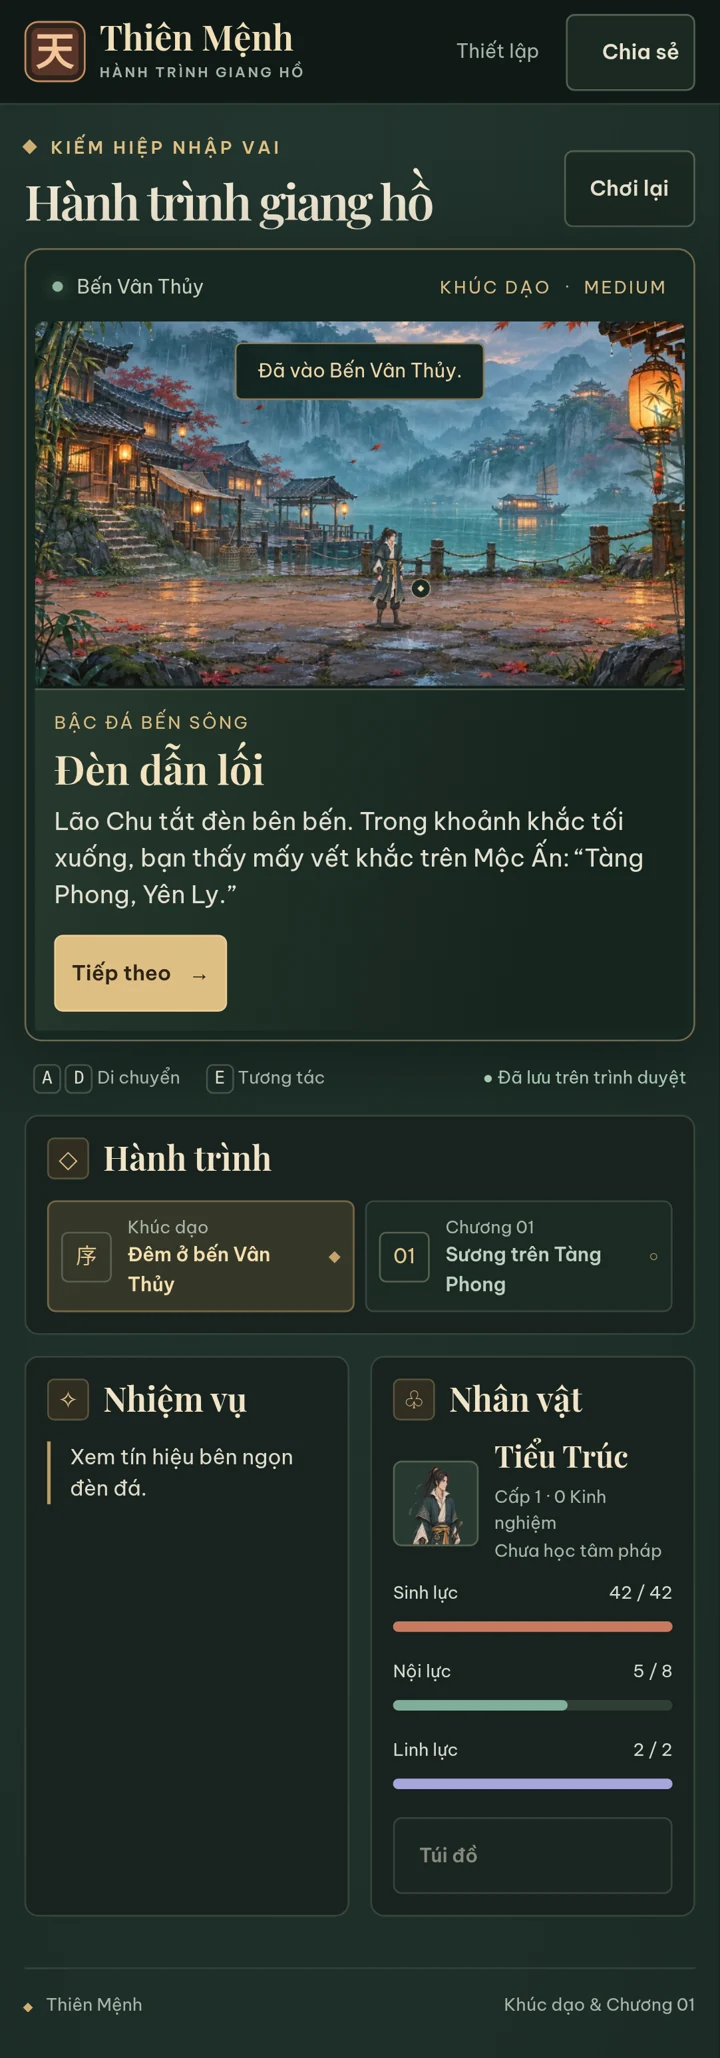 天
Thiên Mệnh
HÀNH TRÌNH GIANG HỒ
Thiết lập
Chia sẻ
KIẾM HIỆP NHẬP VAI
Hành trình giang hồ
Chơi lại
Bến Vân Thủy
KHÚC DẠO · MEDIUM
Đã vào Bến Vân Thủy.
BẬC ĐÁ BẾN SÔNG
Đèn dẫn lối
Lão Chu tắt đèn bên bến. Trong khoảnh khắc tối
xuống, bạn thấy mấy vết khắc trên Mộc Ấn: “Tàng
Phong, Yên Ly.”
Tiếp theo →
A D Di chuyển E Tương tác
Đã lưu trên trình duyệt
Hành trình
序
Khúc dạo
Đêm ở bến Vân
Thủy
01
Chương 01
Sương trên Tàng
Phong
Nhiệm vụ
Xem tín hiệu bên ngọn
đèn đá.
Nhân vật
Tiểu Trúc
Cấp 1 · 0 Kinh
nghiệm
Chưa học tâm pháp
Sinh lực 42 / 42
Nội lực 5 / 8
Linh lực 2 / 2
Túi đồ
Thiên Mệnh
Khúc dạo & Chương 01